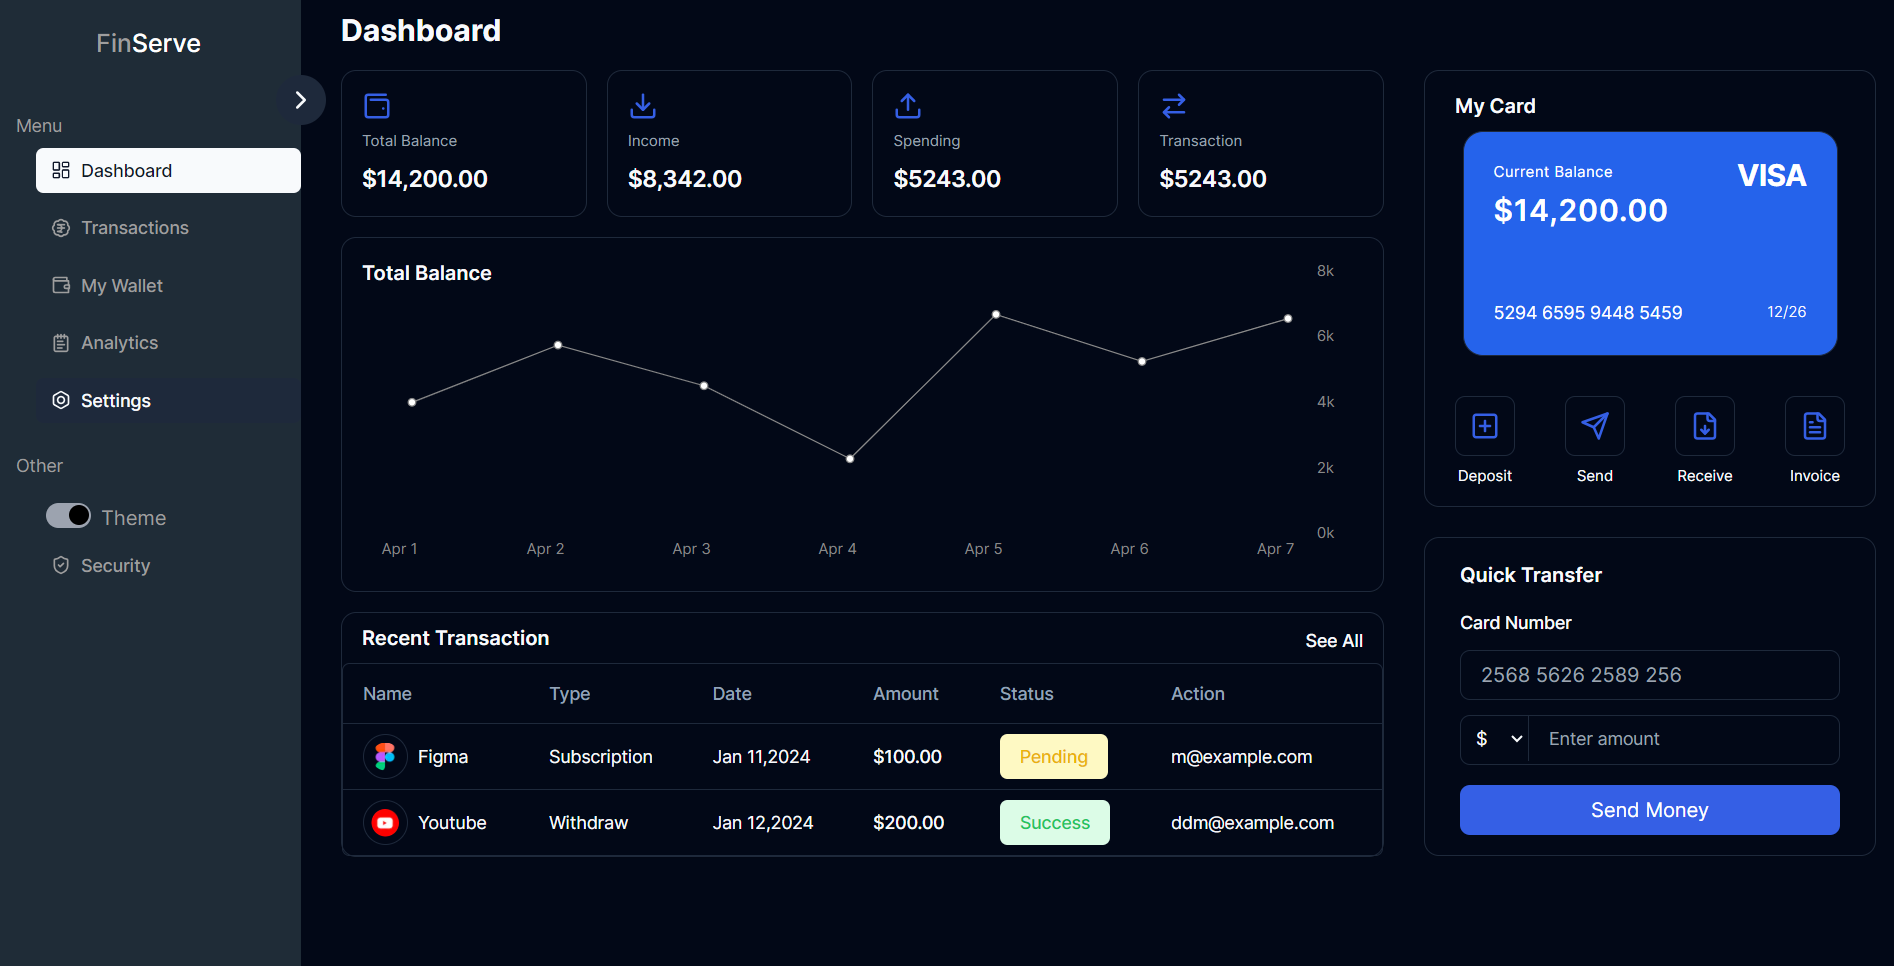 FinServe
Menu
Dashboard
Transactions
My Wallet
Analytics
Settings
Other
Theme
Security
Dashboard
Total Balance
$14,200.00
Income
$8,342.00
Spending
$5243.00
Transaction
$5243.00
Total Balance
8k
6k
4k
2k
0k
Apr 1 Apr 2 Apr 3 Apr 4 Apr 5 Apr 6 Apr 7
Recent Transaction See All
Name Type Date Amount Status Action
Figma Subscription Jan 11,2024 $100.00 Pending m@example.com
Youtube Withdraw Jan 12,2024 $200.00 Success ddm@example.com
My Card
Current Balance VISA
$14,200.00
5294 6595 9448 5459 12/26
Deposit Send Receive Invoice
Quick Transfer
Card Number
2568 5626 2589 256
$ Enter amount
Send Money